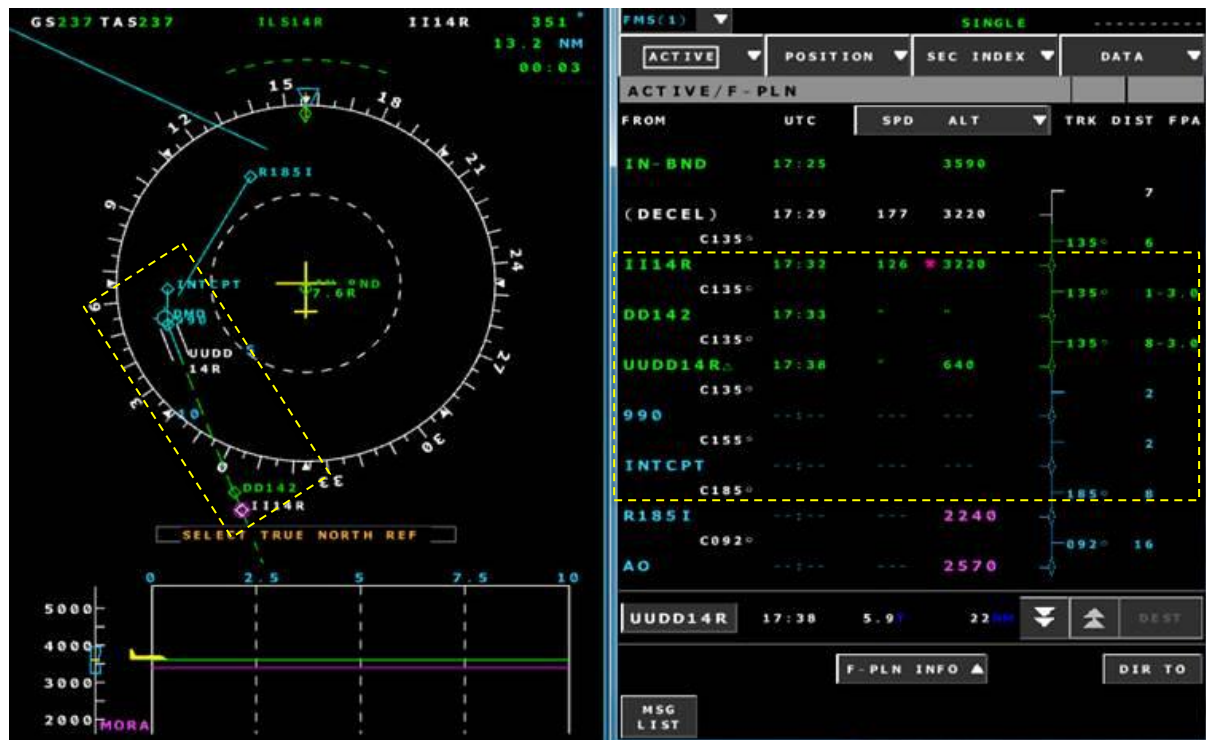 GS237 TAS237 ILS14R II14R 351°
13.2 NM
00:03
15
18
12
21
R185I
9
24
INTCPT
7.6R
6
UUDD
14R
27
3
10
30
0
33
DD142
II14R
SELECT TRUE NORTH REF
0 2.5 5 7.5 10
5000
4000
3000
2000
MORA
FMS(1) SINGLE ----------
ACTIVE POSITION SEC INDEX DATA
ACTIVE/F-PLN
FROM UTC SPD ALT TRK DIST FPA
IN-BND 17:25 3590
7
(DECEL) 17:29 177 3220
C135° 135° 6
II14R 17:32 126 * 3220
C135° 135° 1-3.0
DD142 17:33 " "
C135° 135° 8-3.0
UUDD14R△ 17:38 " 640
C135° 2
990 --:-- --- ---
C155° 2
INTCPT --:-- --- ---
C185° 185° 8
R185I --:-- --- 2240
C092° 092° 16
AO --:-- --- 2570
UUDD14R 17:38 5.9T 22NM DEST
F-PLN INFO DIR TO
MSG
LIST